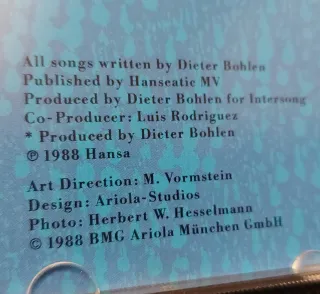 All songs written by Dieter Bohlen
Published by Hanseatic MV
Produced by Dieter Bohlen for Intersong
Co-Producer: Luis Rodriguez
* Produced by Dieter Bohlen
℗ 1988 Hansa
Art Direction: M. Vormstein
Design: Ariola-Studios
Photo: Herbert W. Hesselmann
© 1988 BMG Ariola München GmbH